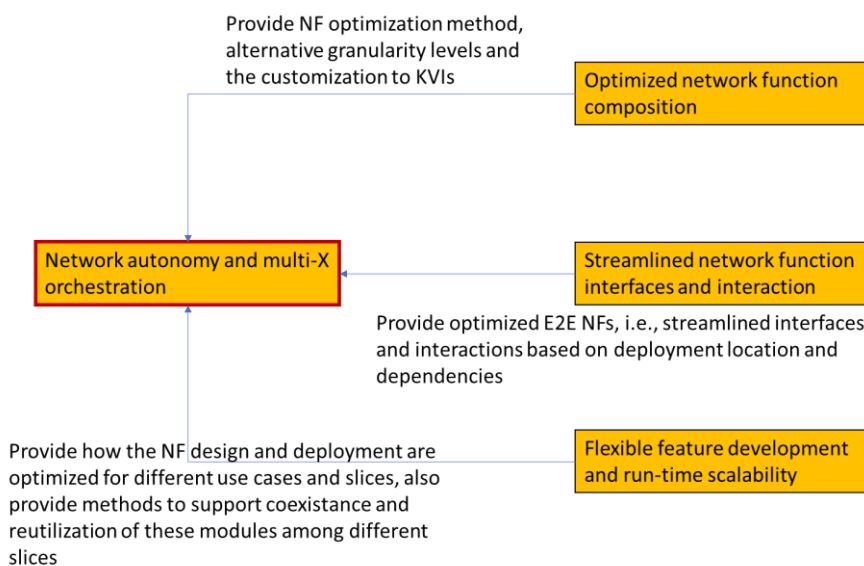 Provide NF optimization method,
alternative granularity levels and
the customization to KVIs
Optimized network function
composition
Network autonomy and multi-X
orchestration
Streamlined network function
interfaces and interaction
Provide optimized E2E NFs, i.e., streamlined interfaces
and interactions based on deployment location and
dependencies
Provide how the NF design and deployment are
optimized for different use cases and slices, also
provide methods to support coexistance and
reutilization of these modules among different
slices
Flexible feature development
and run-time scalability